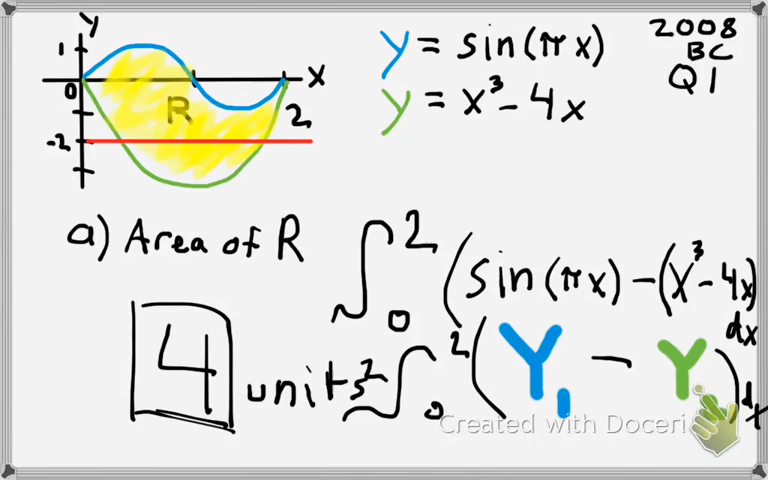 y
1
0
-2
R
2
x
y = sin(πx)
y = x³ - 4x
2008
BC
Q1
a) Area of R ∫₀² (sin(πx) - (x³ - 4x) dx
4 units² ∫₀² (Y₁ - Y) dx
Created with Doceri